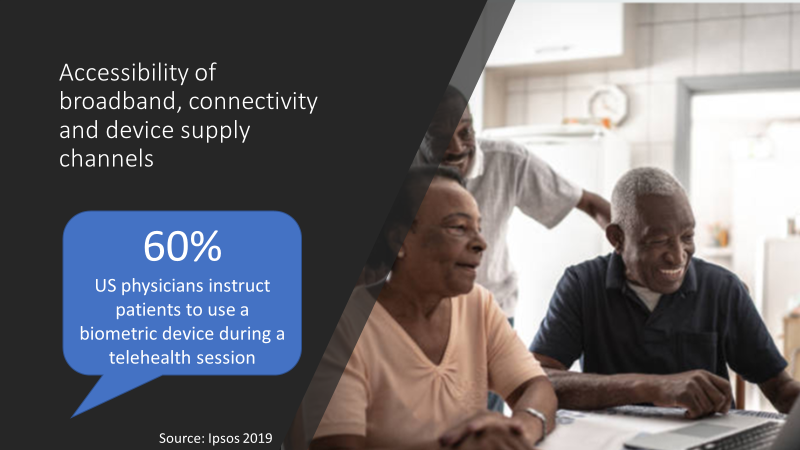 Accessibility of
broadband, connectivity
and device supply
channels
60%
US physicians instruct
patients to use a
biometric device during a
telehealth session
Source: Ipsos 2019